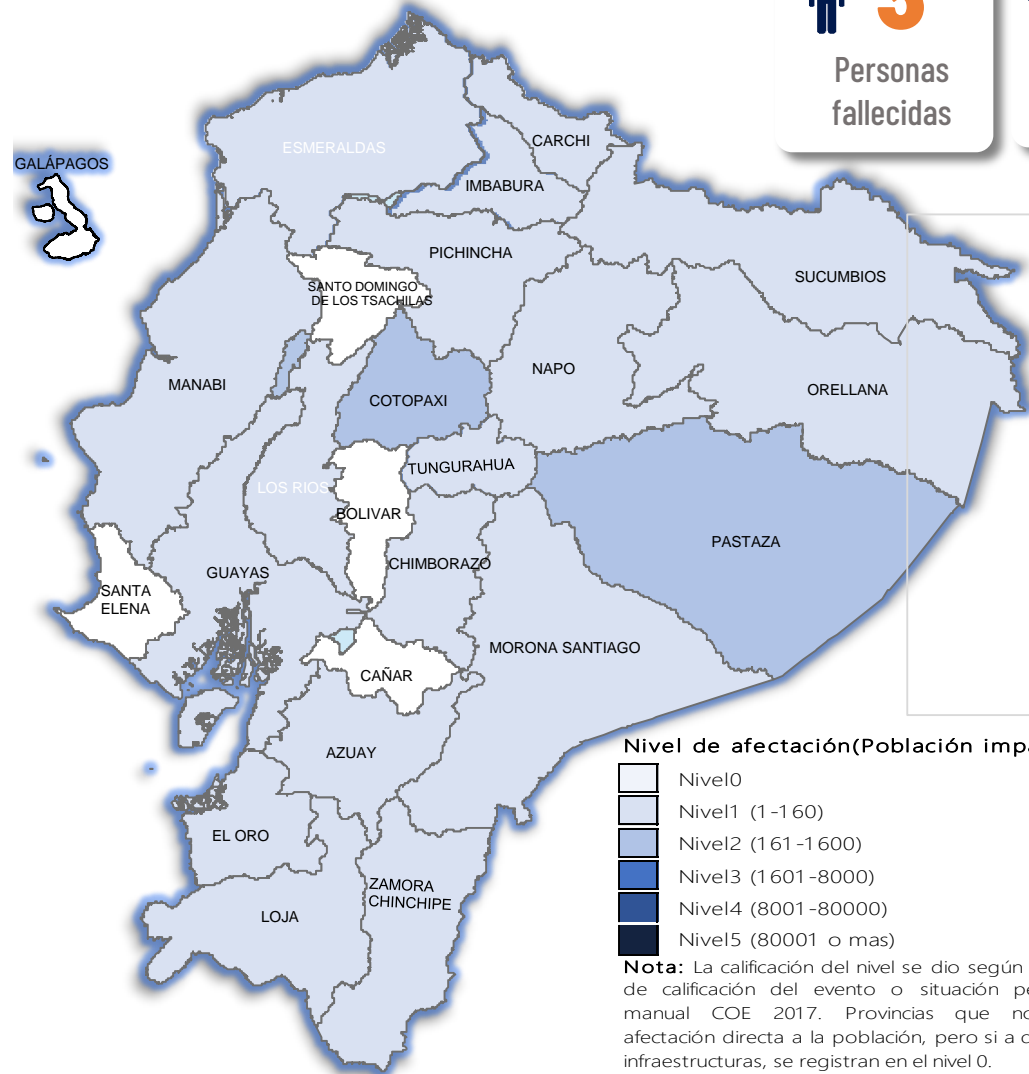 5
Personas
fallecidas
GALÁPAGOS
ESMERALDAS
CARCHI
IMBABURA
PICHINCHA
SUCUMBIOS
SANTO DOMINGO
DE LOS TSACHILAS
NAPO
MANABI
ORELLANA
COTOPAXI
TUNGURAHUA
LOS RIOS
BOLIVAR
PASTAZA
CHIMBORAZO
GUAYAS
SANTA
ELENA
MORONA SANTIAGO
CAÑAR
AZUAY
EL ORO
ZAMORA
CHINCHIPE
LOJA
Nivel de afectación(Población
Nivel0
Nivel1 (1-160)
Nivel2 (161-1600)
Nivel3 (1601-8000)
Nivel4 (8001-80000)
Nivel5 (80001 o mas)
Nota: La calificación del nivel se dio según
de calificación del evento o situación
manual COE 2017. Provincias que
afectación directa a la población, pero si a
infraestructuras, se registran en el nivel 0.